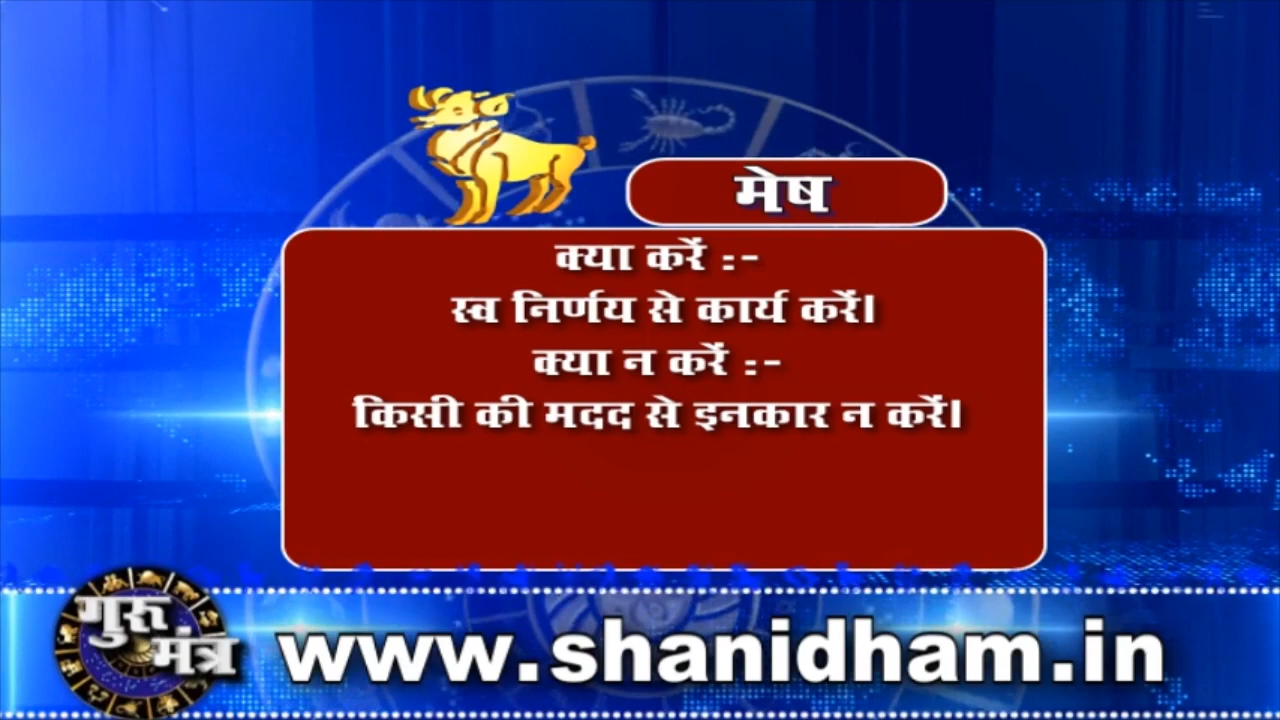 मेष
क्या करें :-
स्व निर्णय से कार्य करें।
क्या न करें :-
किसी की मदद से इनकार न करें।
गुरु
मंत्र
www.shanidham.in